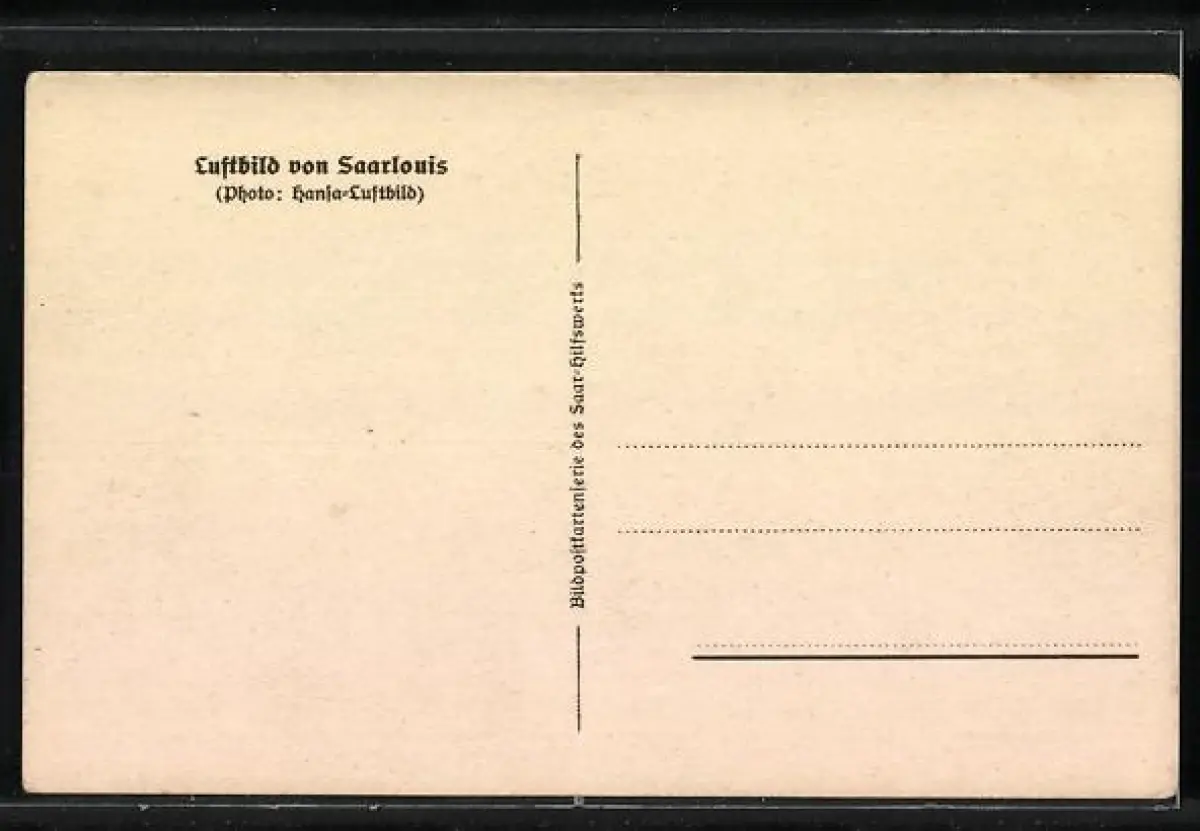 Luftbild von Saarlouis
(Photo: Hansa-Luftbild)
Bildpostkartenserie des Saar-Hilfswerks